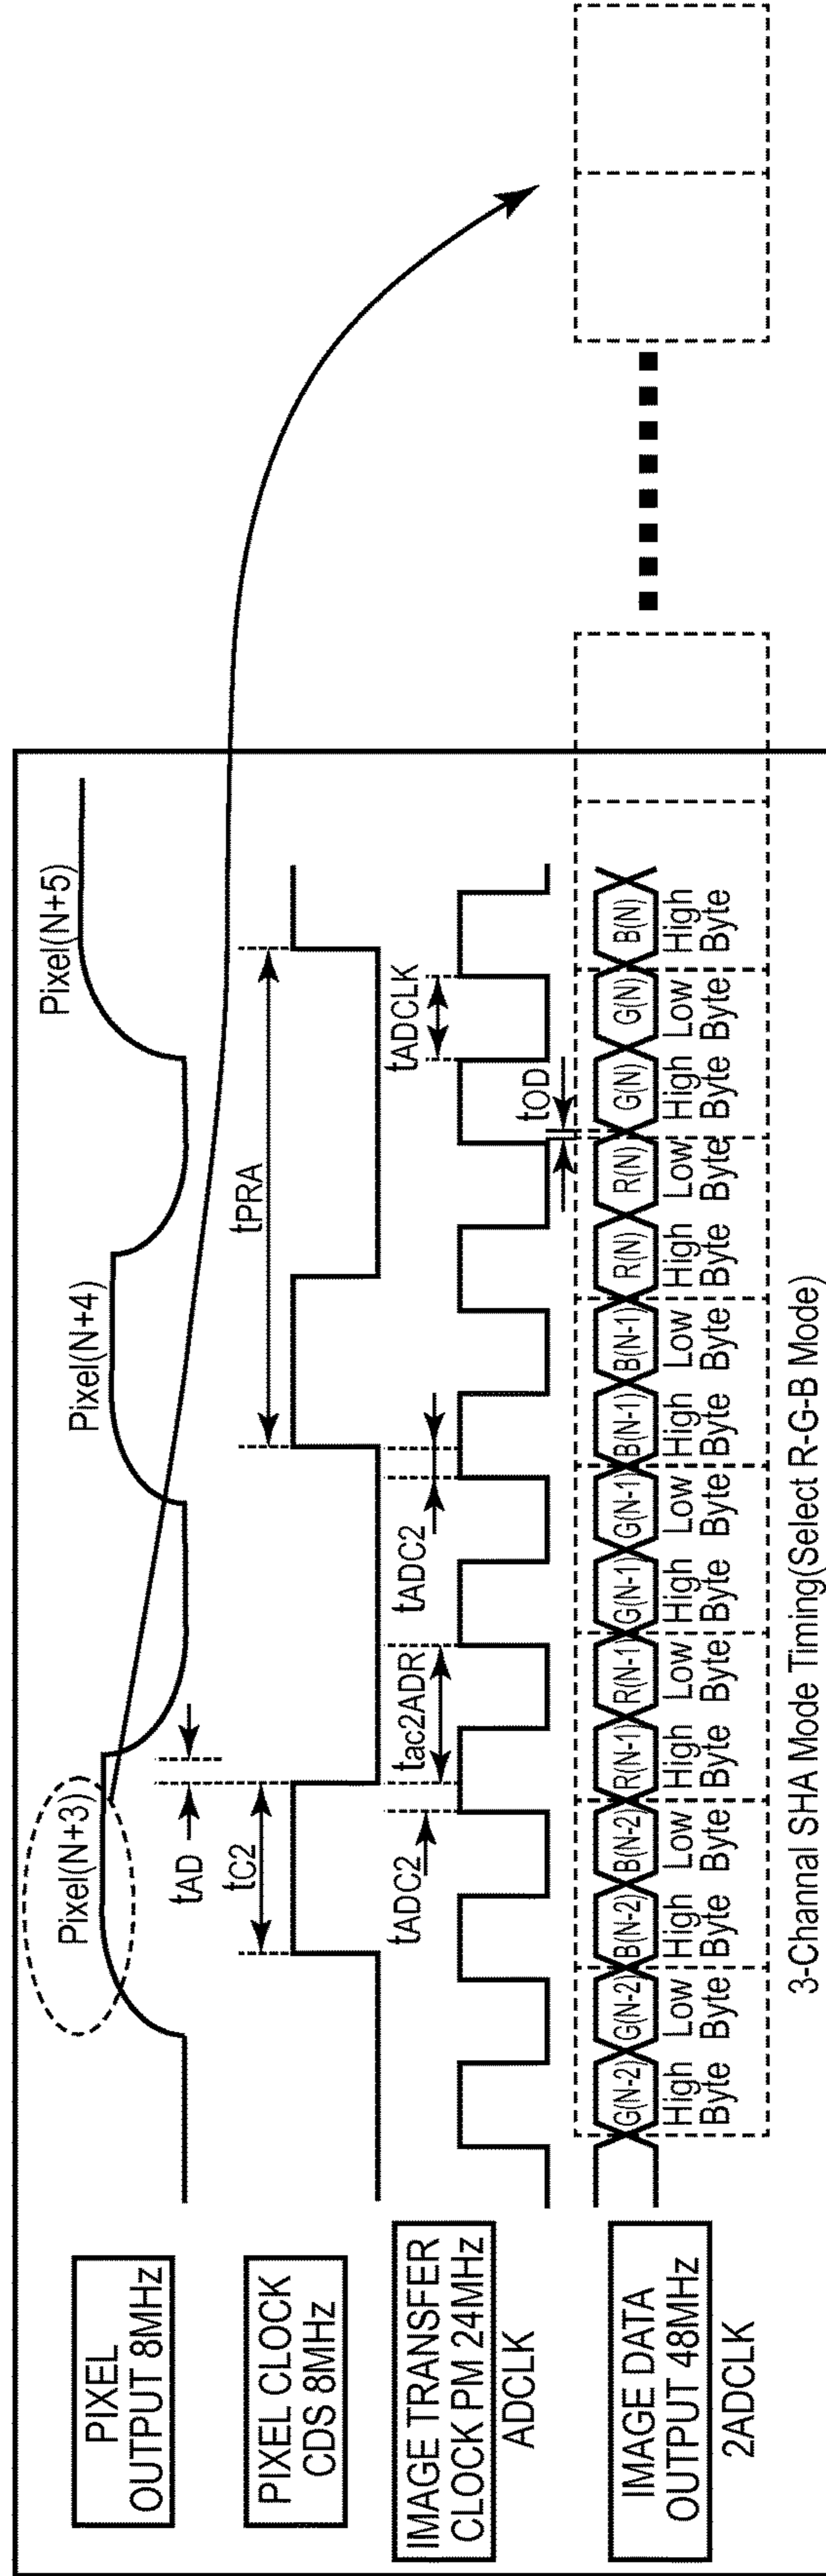 PIXEL
OUTPUT 8MHz
Pixel(N+3)
Pixel(N+4)
Pixel(N+5)
tAD
PIXEL CLOCK
CDS 8MHz
tC2
tPRA
IMAGE TRANSFER
CLOCK PM 24MHz
ADCLK
tADC2
tac2ADR
tADC2
tADCLK
tOD
IMAGE DATA
OUTPUT 48MHz
2ADCLK
G(N-2)
High
Byte
G(N-2)
Low
Byte
B(N-2)
High
Byte
B(N-2)
Low
Byte
R(N-1)
High
Byte
R(N-1)
Low
Byte
G(N-1)
High
Byte
G(N-1)
Low
Byte
B(N-1)
High
Byte
B(N-1)
Low
Byte
R(N)
High
Byte
R(N)
Low
Byte
G(N)
High
Byte
G(N)
Low
Byte
B(N)
High
Byte
3-Channal SHA Mode Timing(Select R-G-B Mode)